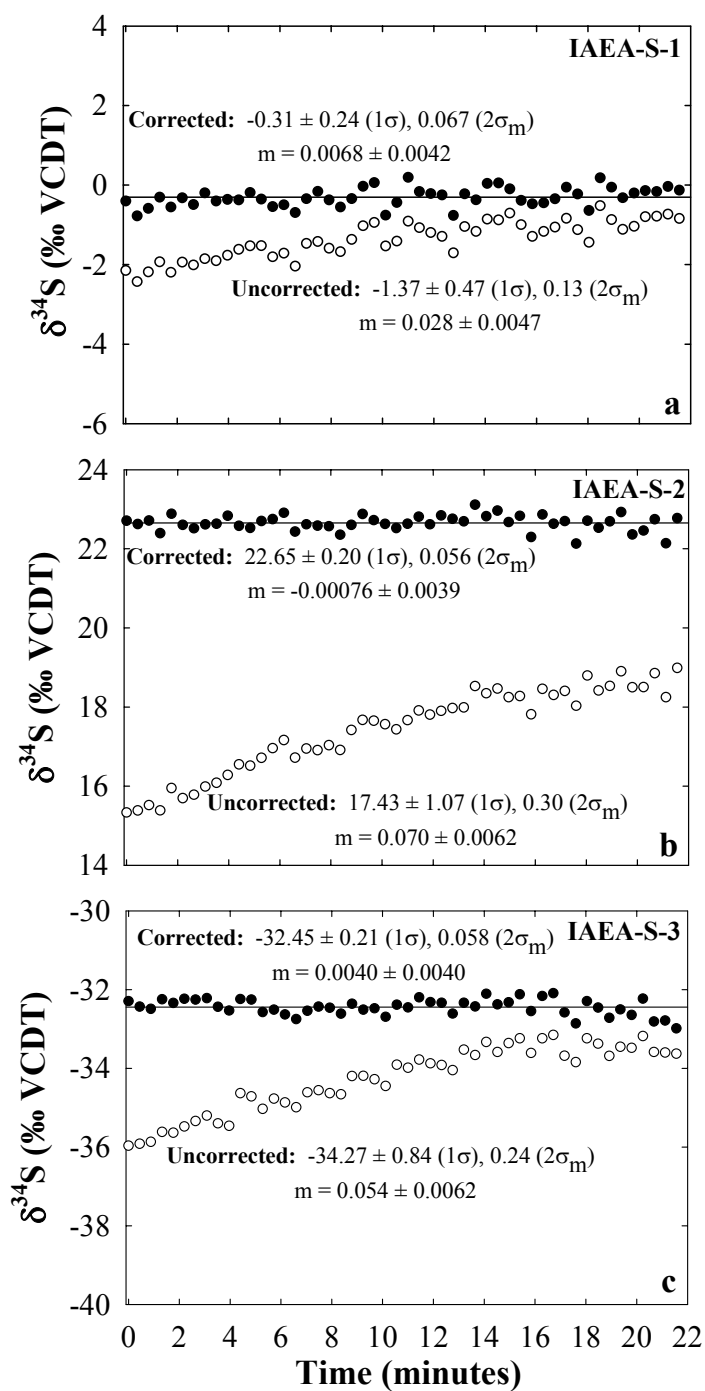 IAEA-S-1
Corrected: -0.31 ± 0.24 (1σ), 0.067 (2σm)
m = 0.0068 ± 0.0042
Uncorrected: -1.37 ± 0.47 (1σ), 0.13 (2σm)
m = 0.028 ± 0.0047
a
4
2
0
-2
-4
-6
δ34S (‰ VCDT)
IAEA-S-2
Corrected: 22.65 ± 0.20 (1σ), 0.056 (2σm)
m = -0.00076 ± 0.0039
Uncorrected: 17.43 ± 1.07 (1σ), 0.30 (2σm)
m = 0.070 ± 0.0062
b
24
22
20
18
16
14
δ34S (‰ VCDT)
IAEA-S-3
Corrected: -32.45 ± 0.21 (1σ), 0.058 (2σm)
m = 0.0040 ± 0.0040
Uncorrected: -34.27 ± 0.84 (1σ), 0.24 (2σm)
m = 0.054 ± 0.0062
c
-30
-32
-34
-36
-38
-40
δ34S (‰ VCDT)
0 2 4 6 8 10 12 14 16 18 20 22
Time (minutes)